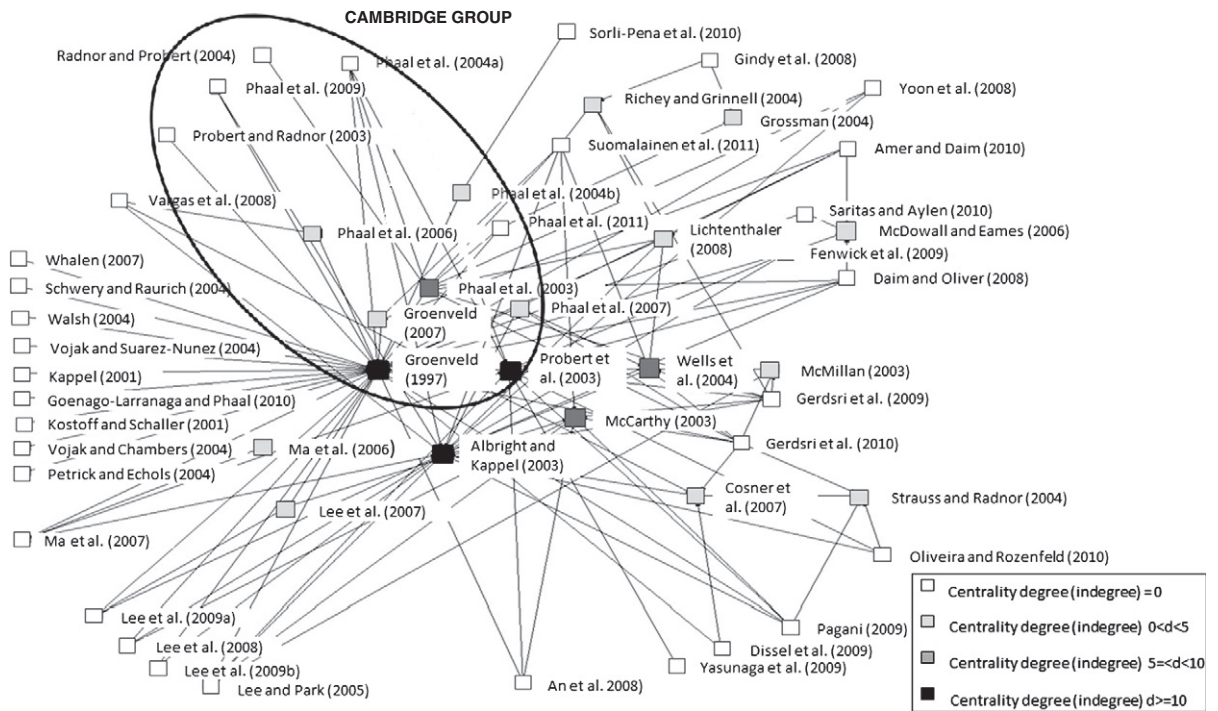 CAMBRIDGE GROUP
Sorli-Pena et al. (2010)
Radnor and Probert (2004)
Phaal et al. (2004a)
Gindy et al. (2008)
Phaal et al. (2009)
Yoon et al. (2008)
Richey and Grinnell (2004)
Grossman (2004)
Probert and Radnor (2003)
Suomalainen et al. (2011)
Amer and Daim (2010)
Vargas et al. (2008)
Phaal et al. (2004b)
Saritas and Aylen (2010)
Phaal et al. (2011)
Phaal et al. (2006)
Lichtenthaler
(2008)
McDowall and Eames (2006)
Fenwick et al. (2009)
Whalen (2007)
Daim and Oliver (2008)
Schwery and Raurich (2004)
Phaal et al. (2003)
Phaal et al. (2007)
Walsh (2004)
Groenveld
(2007)
Vojak and Suarez-Nunez (2004)
Groenveld
(1997)
Probert et
al. (2003)
Wells et
al. (2004)
McMillan (2003)
Kappel (2001)
Gerdsri et al. (2009)
Goenago-Larranaga and Phaal (2010)
Kostoff and Schaller (2001)
McCarthy (2003)
Gerdsri et al. (2010)
Vojak and Chambers (2004)
Ma et al. (2006)
Albright and
Kappel (2003)
Petrick and Echols (2004)
Cosner et
al. (2007)
Strauss and Radnor (2004)
Lee et al. (2007)
Ma et al. (2007)
Oliveira and Rozenfeld (2010)
Centrality degree (indegree) = 0
Centrality degree (indegree) 0<d<5
Centrality degree (indegree) 5=<d<10
Centrality degree (indegree) d>=10
Lee et al. (2009a)
Pagani (2009)
Lee et al. (2008)
Dissel et al. (2009)
Lee et al. (2009b)
Yasunaga et al. (2009)
Lee and Park (2005)
An et al. 2008)